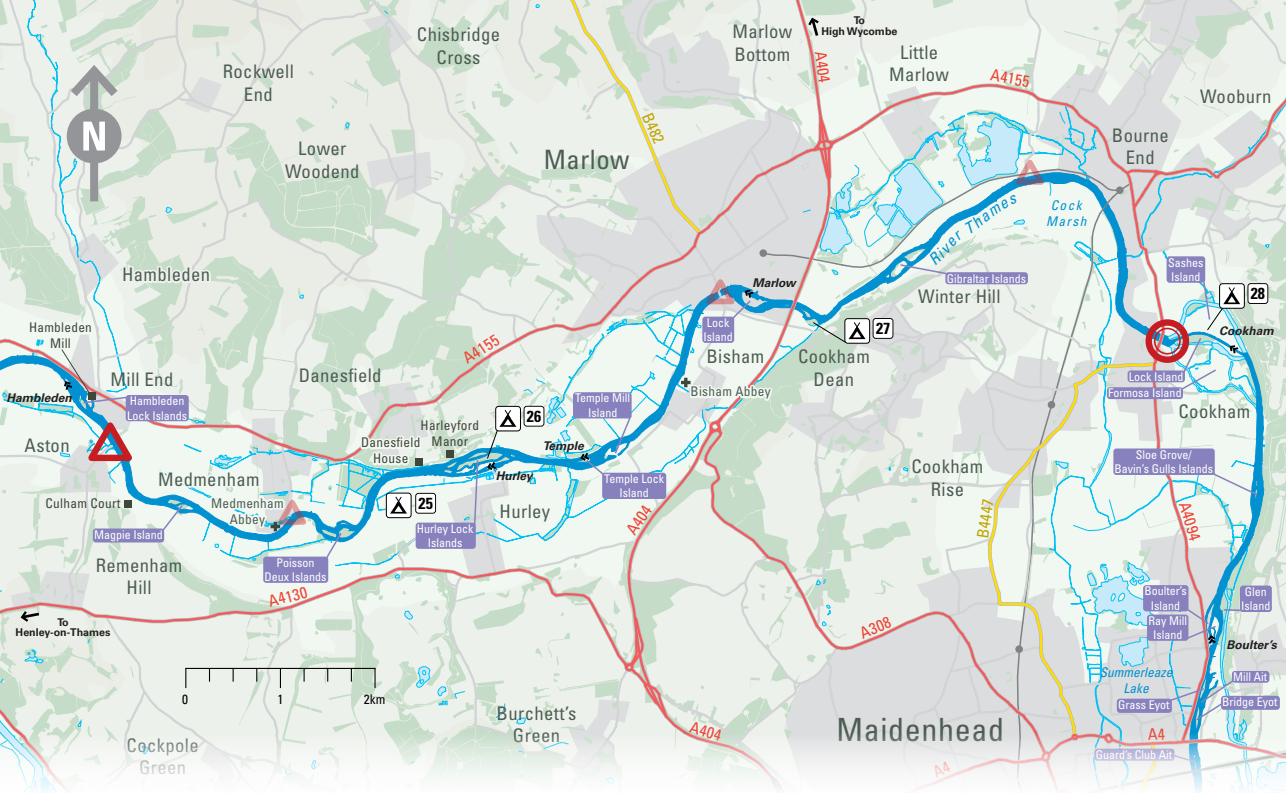 To
High Wycombe
Chisbridge
Cross
Marlow
Bottom
A404
Little
Marlow
A4155
Rockwell
End
Wooburn
N
B482
Bourne
End
Lower
Woodend
Marlow
River Thames
Cock
Marsh
Hambleden
Sashes
Island
Gibraltar Islands
Marlow
Winter Hill
28
Hambleden
Mill
Lock
Island
27
Cookham
A4155
Bisham
Cookham
Dean
Mill End
Danesfield
Lock Island
Formosa Island
Hambleden
Hambleden
Lock Islands
Bisham Abbey
Temple Mill
Island
Cookham
26
Harleyford
Manor
Aston
Danesfield
House
Temple
Sloe Grove/
Bavin's Gulls Islands
Cookham
Rise
Hurley
Medmenham
Temple Lock
Island
Culham Court
Medmenham
Abbey
25
Hurley
A404
B4447
A4094
Magpie Island
Hurley Lock
Islands
Remenham
Hill
Poisson
Deux Islands
A4130
Boulter's
Island
Glen
Island
To
Henley-on-Thames
A308
Ray Mill
Island
Boulter's
Summerleaze
Lake
Mill Ait
0
1
2km
Grass Eyot
Bridge Eyot
Burchett's
Green
Maidenhead
A404
A4
Cockpole
Green
Guard's Club Ait
A4